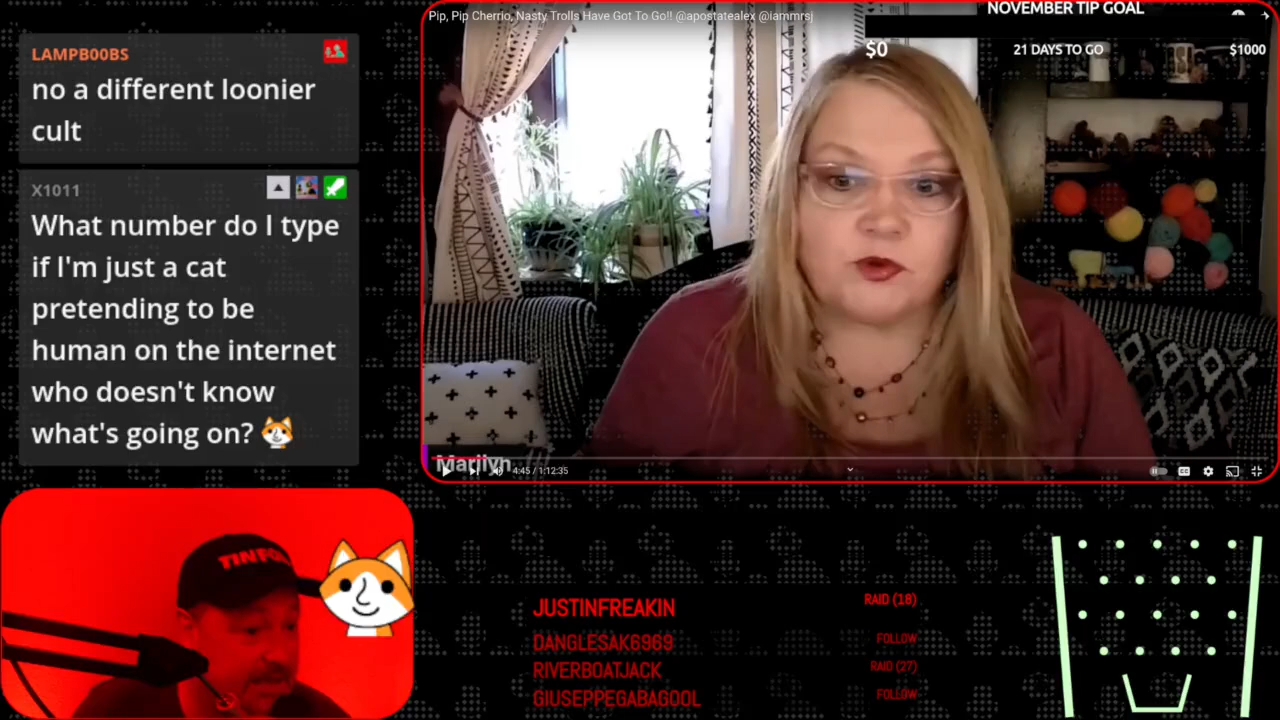 LAMPB00BS
no a different loonier
cult
X1011
What number do I type
if I'm just a cat
pretending to be
human on the internet
who doesn't know
what's going on?
Pip, Pip Cherrio, Nasty Trolls Have Got To Go!! @apostatealex @iammrsj
NOVEMBER TIP GOAL
$0
21 DAYS TO GO
$1000
Marilyn
4:45 / 1:12:35
CC
JUSTINFREAKIN
RAID (18)
DANGLESAK6969
FOLLOW
RIVERBOATJACK
RAID (27)
GIUSEPPEGABAGOOL
FOLLOW